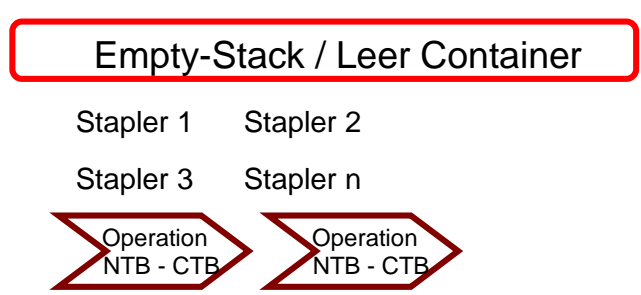 Empty-Stack / Leer Container
Stapler 1 Stapler 2
Stapler 3 Stapler n
Operation
NTB - CTB
Operation
NTB - CTB